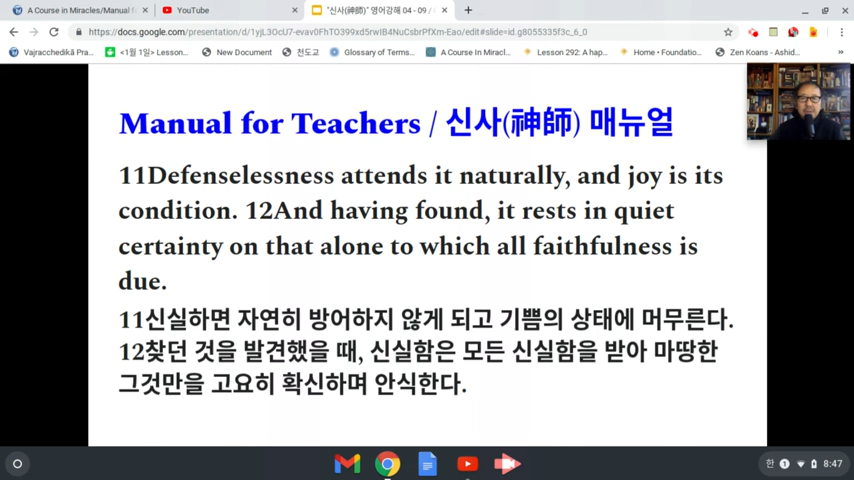 A Course in Miracles/Manual f
YouTube
"신사(神師)" 영어강해 04 - 09 /
https://docs.google.com/presentation/d/1yjL3OcU7-evav0FhTO399xd5rwIB4NuCsbrPfXm-Eao/edit#slide=id.g8055335f3c_6_0
Vajracchedikā Pra...
<1월 1일> Lesson...
New Document
천도교
Glossary of Terms...
A Course In Miracl...
Lesson 292: A hap...
Home • Foundatio...
Zen Koans - Ashid...
Manual for Teachers / 신사(神師) 매뉴얼
11Defenselessness attends it naturally, and joy is its
condition. 12And having found, it rests in quiet
certainty on that alone to which all faithfulness is
due.
11신실하면 자연히 방어하지 않게 되고 기쁨의 상태에 머무른다.
12찾던 것을 발견했을 때, 신실함은 모든 신실함을 받아 마땅한
그것만을 고요히 확신하며 안식한다.
한 1 8:47